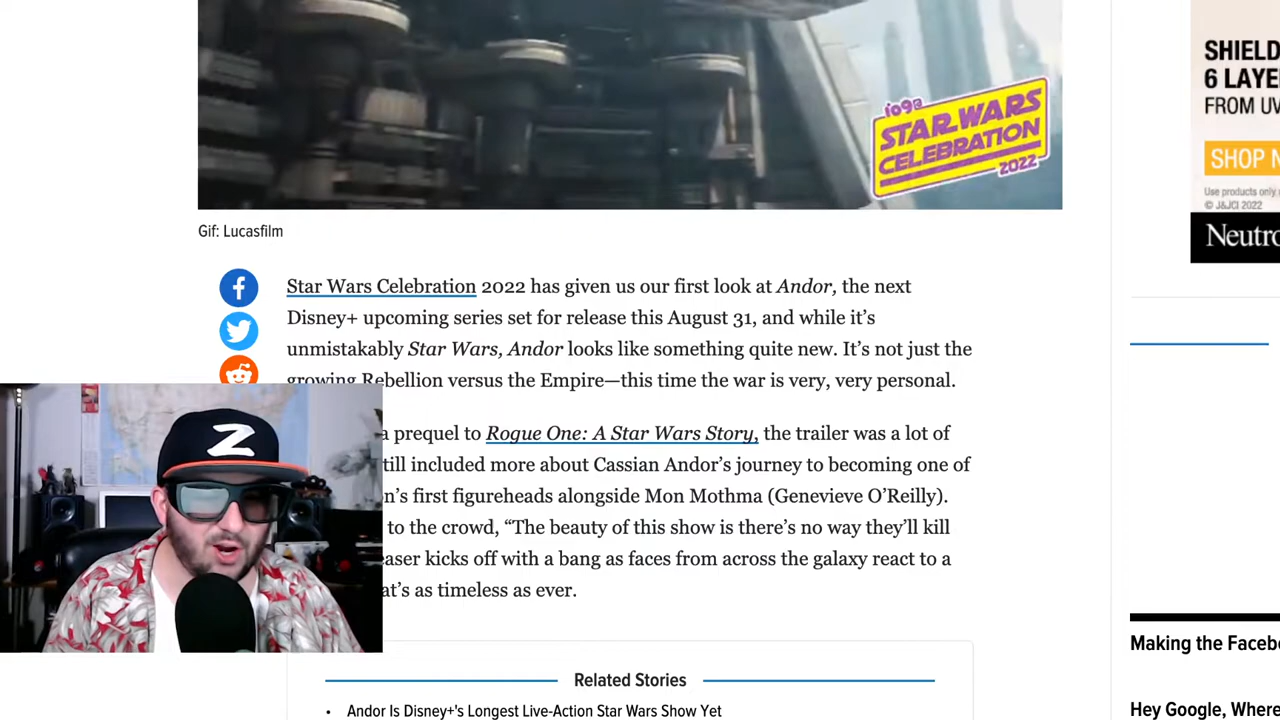 SHIELD
6 LAYE
FROM UV
SHOP N
Use products only
© J&JCI 2022
Neutro
io9@
STAR WARS
CELEBRATION
2022
Gif: Lucasfilm
Star Wars Celebration 2022 has given us our first look at Andor, the next
Disney+ upcoming series set for release this August 31, and while it’s
unmistakably Star Wars, Andor looks like something quite new. It’s not just the
growing Rebellion versus the Empire—this time the war is very, very personal.
a prequel to Rogue One: A Star Wars Story, the trailer was a lot of
till included more about Cassian Andor’s journey to becoming one of
n’s first figureheads alongside Mon Mothma (Genevieve O’Reilly).
to the crowd, “The beauty of this show is there’s no way they’ll kill
easer kicks off with a bang as faces from across the galaxy react to a
at’s as timeless as ever.
Z
Related Stories
• Andor Is Disney+'s Longest Live-Action Star Wars Show Yet
Making the Facebo
Hey Google, Where